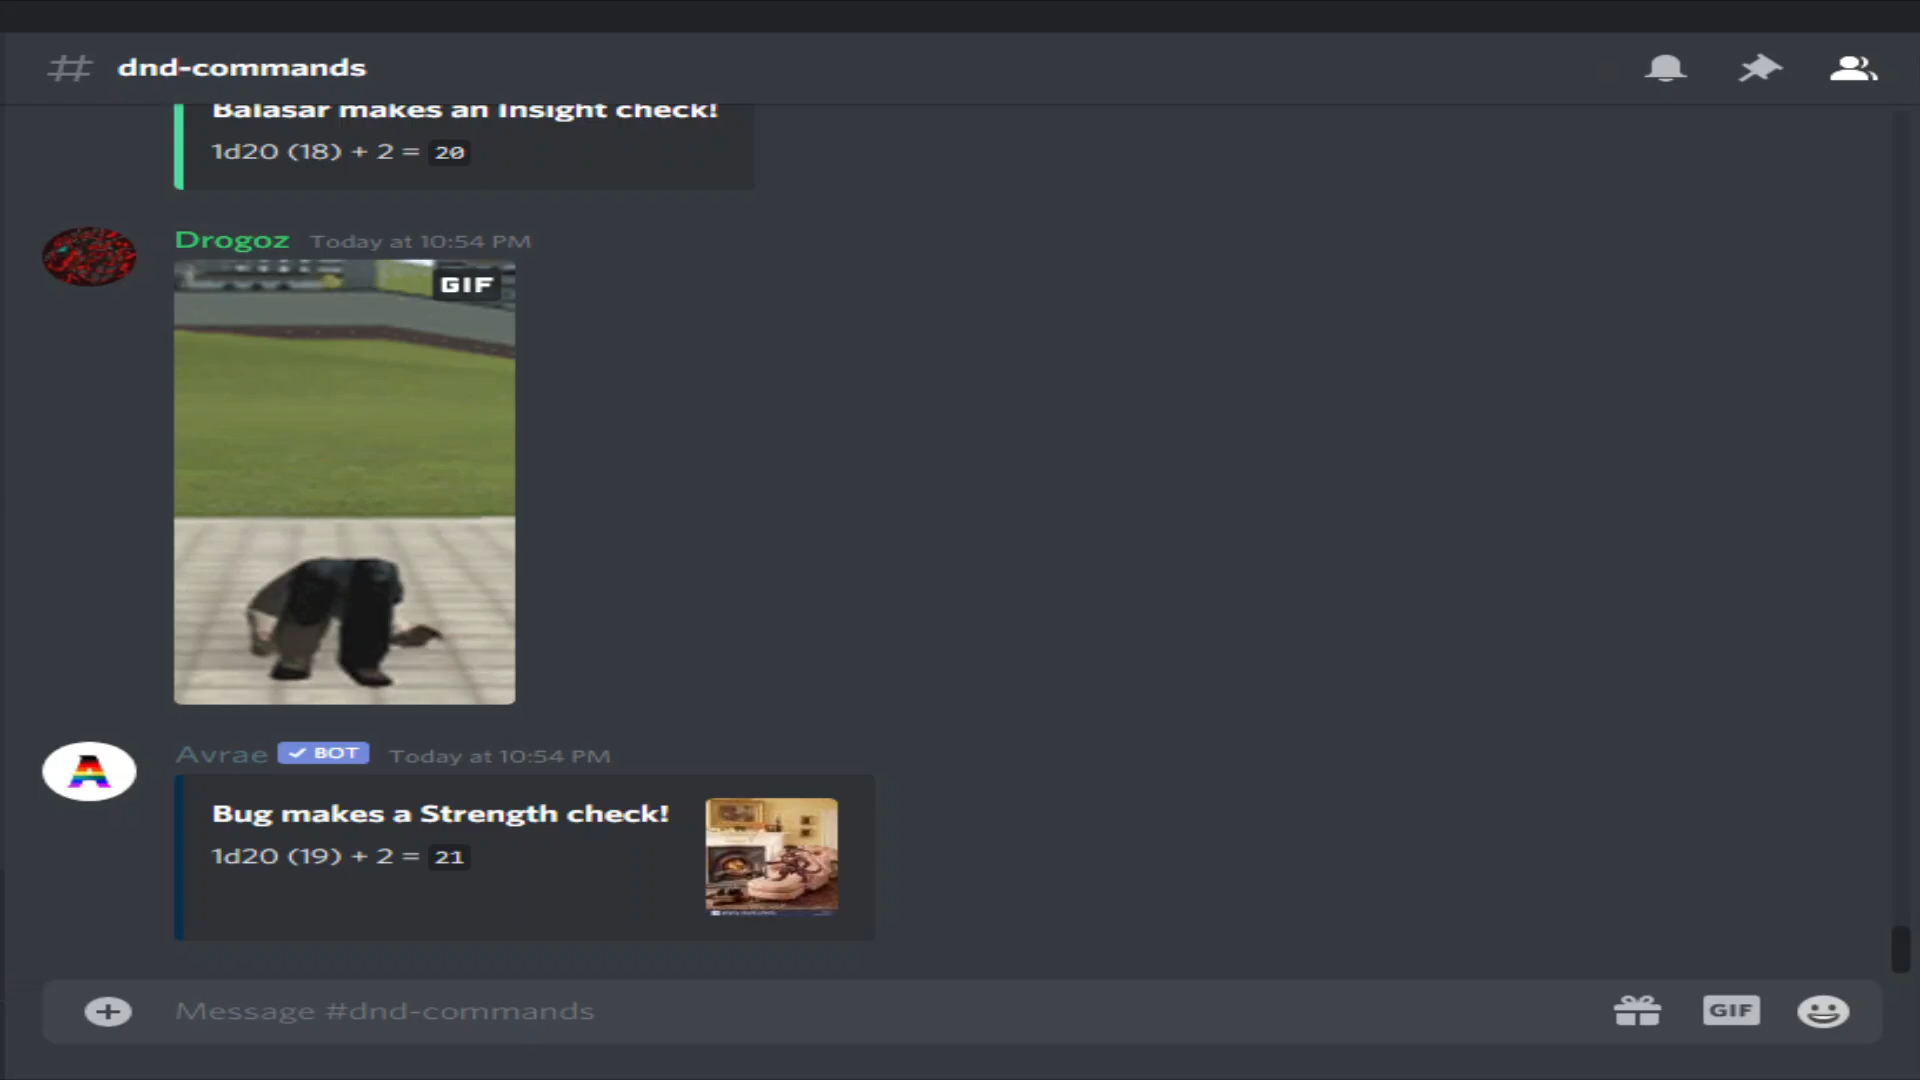 # dnd-commands
Balasar makes an Insight check!
1d20 (18) + 2 = 20
Drogoz Today at 10:54 PM
GIF
A
Avrae BOT Today at 10:54 PM
Bug makes a Strength check!
1d20 (19) + 2 = 21
Message #dnd-commands
GIF